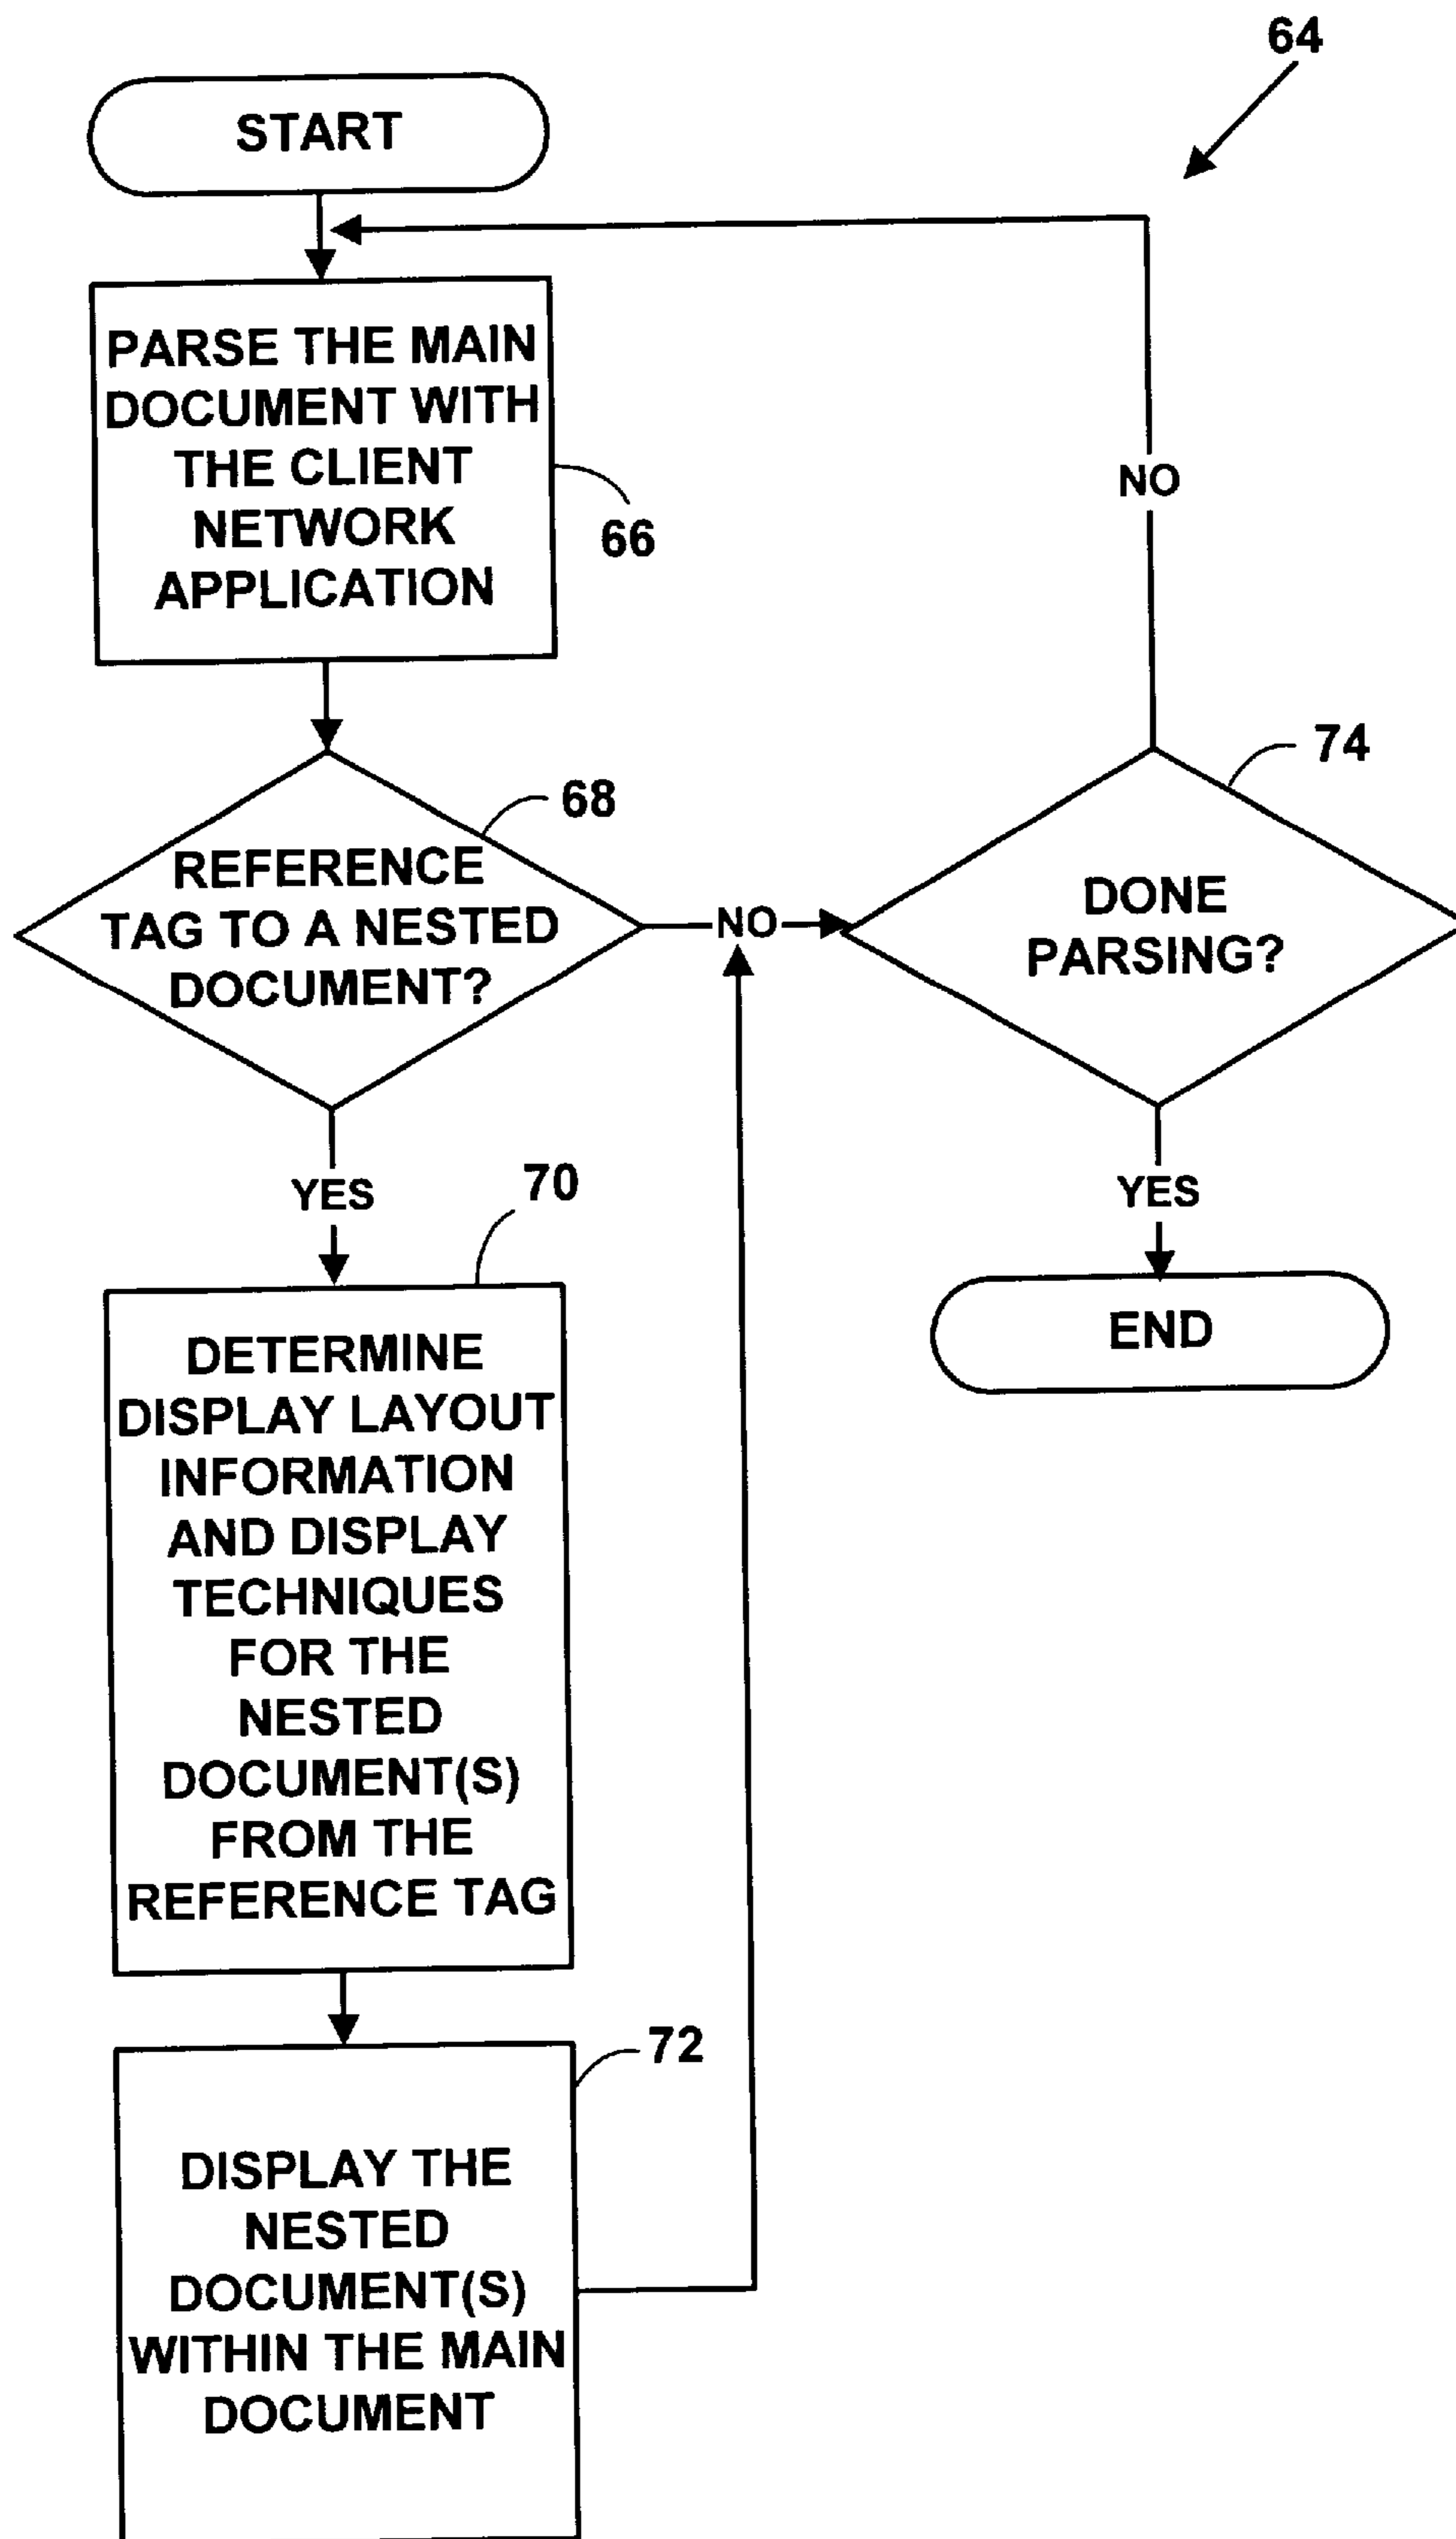 64
START
PARSE THE MAIN
DOCUMENT WITH
THE CLIENT
NETWORK
APPLICATION
66
NO
68
REFERENCE
TAG TO A NESTED
DOCUMENT?
NO
74
DONE
PARSING?
YES
70
YES
END
DETERMINE
DISPLAY LAYOUT
INFORMATION
AND DISPLAY
TECHNIQUES
FOR THE
NESTED
DOCUMENT(S)
FROM THE
REFERENCE TAG
72
DISPLAY THE
NESTED
DOCUMENT(S)
WITHIN THE MAIN
DOCUMENT